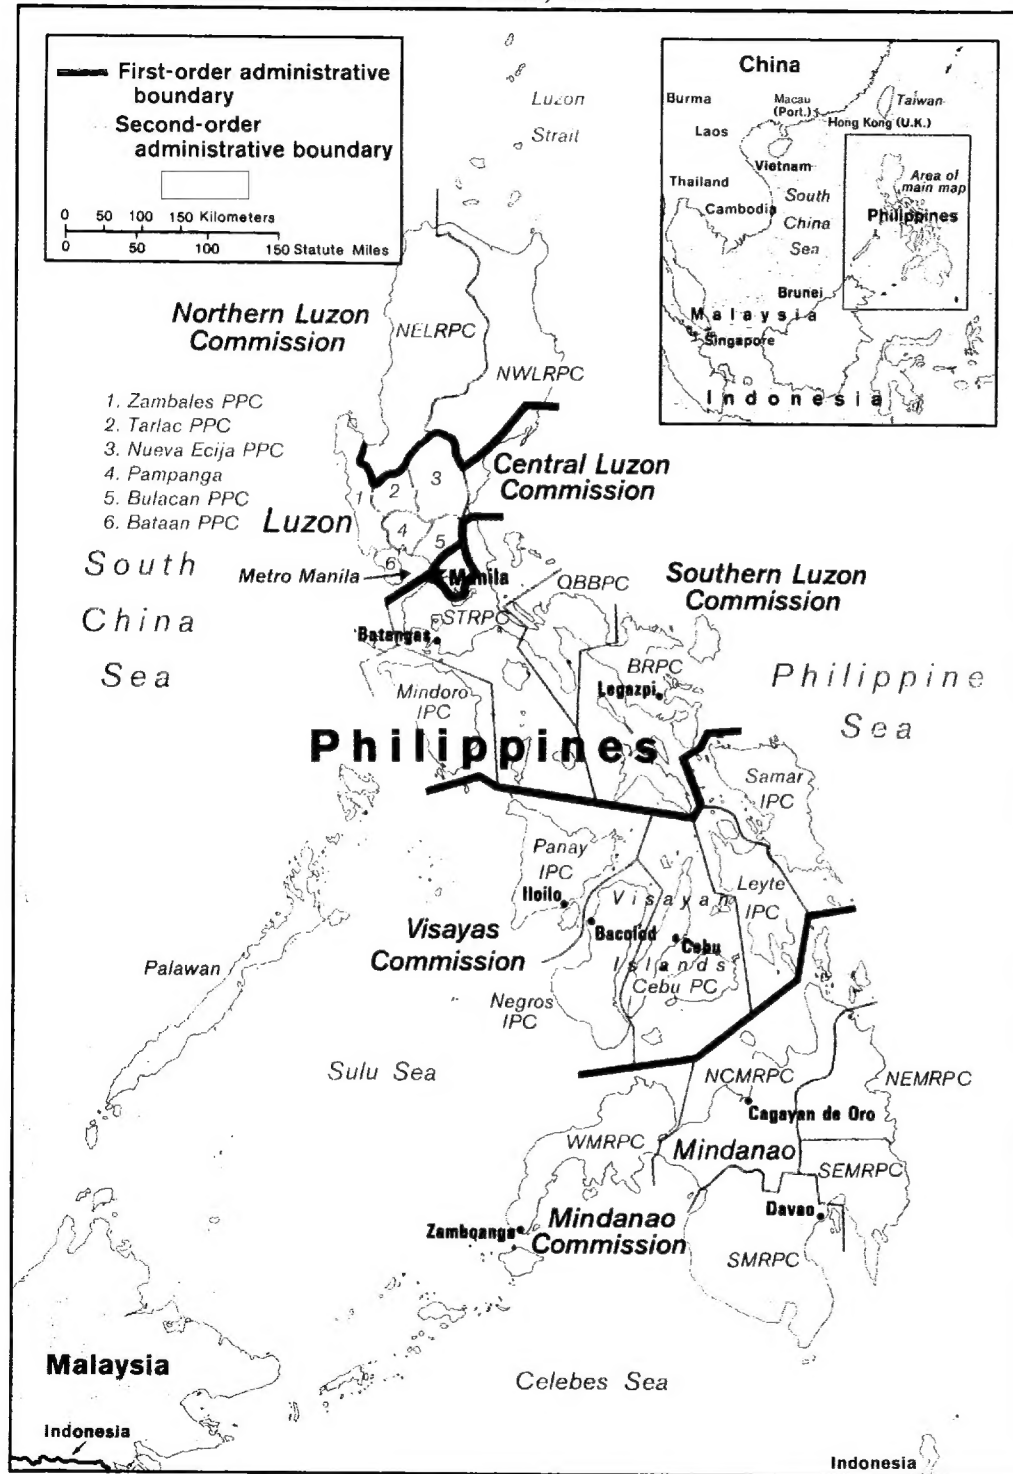 First-order administrative
boundary
Second-order
administrative boundary
0 50 100 150 Kilometers
0 50 100 150 Statute Miles
China
Burma
Macau
(Port.)
Taiwan
Hong Kong (U.K.)
Laos
Vietnam
Area of
main map
Thailand
South
China
Sea
Cambodia
Philippines
Brunei
Malaysia
Singapore
Indonesia
Luzon
Strait
Northern Luzon
Commission
NELRPC
NWLRPC
1. Zambales PPC
2. Tarlac PPC
3. Nueva Ecija PPC
4. Pampanga
5. Bulacan PPC
6. Bataan PPC
Central Luzon
Commission
1
2
3
4
5
6
Luzon
South
China
Sea
Metro Manila
Manila
QBBPC
Southern Luzon
Commission
STRPC
Batangas
BRPC
Legazpi
Philippine
Sea
Mindoro
IPC
Philippines
Samar
IPC
Panay
IPC
Iloilo
Leyte
IPC
Visayan
Islands
Bacolod
Cebu
Visayas
Commission
Cebu PC
Negros
IPC
Palawan
Sulu Sea
NCMRPC
NEMRPC
Cagayan de Oro
WMRPC
Mindanao
SEMRPC
Davao
Zamboanga
Mindanao
Commission
SMRPC
Malaysia
Celebes Sea
Indonesia
Indonesia